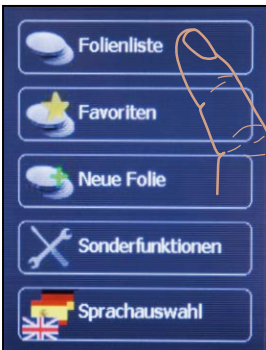 Folienliste
Favoriten
Neue Folie
Sonderfunktionen
Sprachauswahl